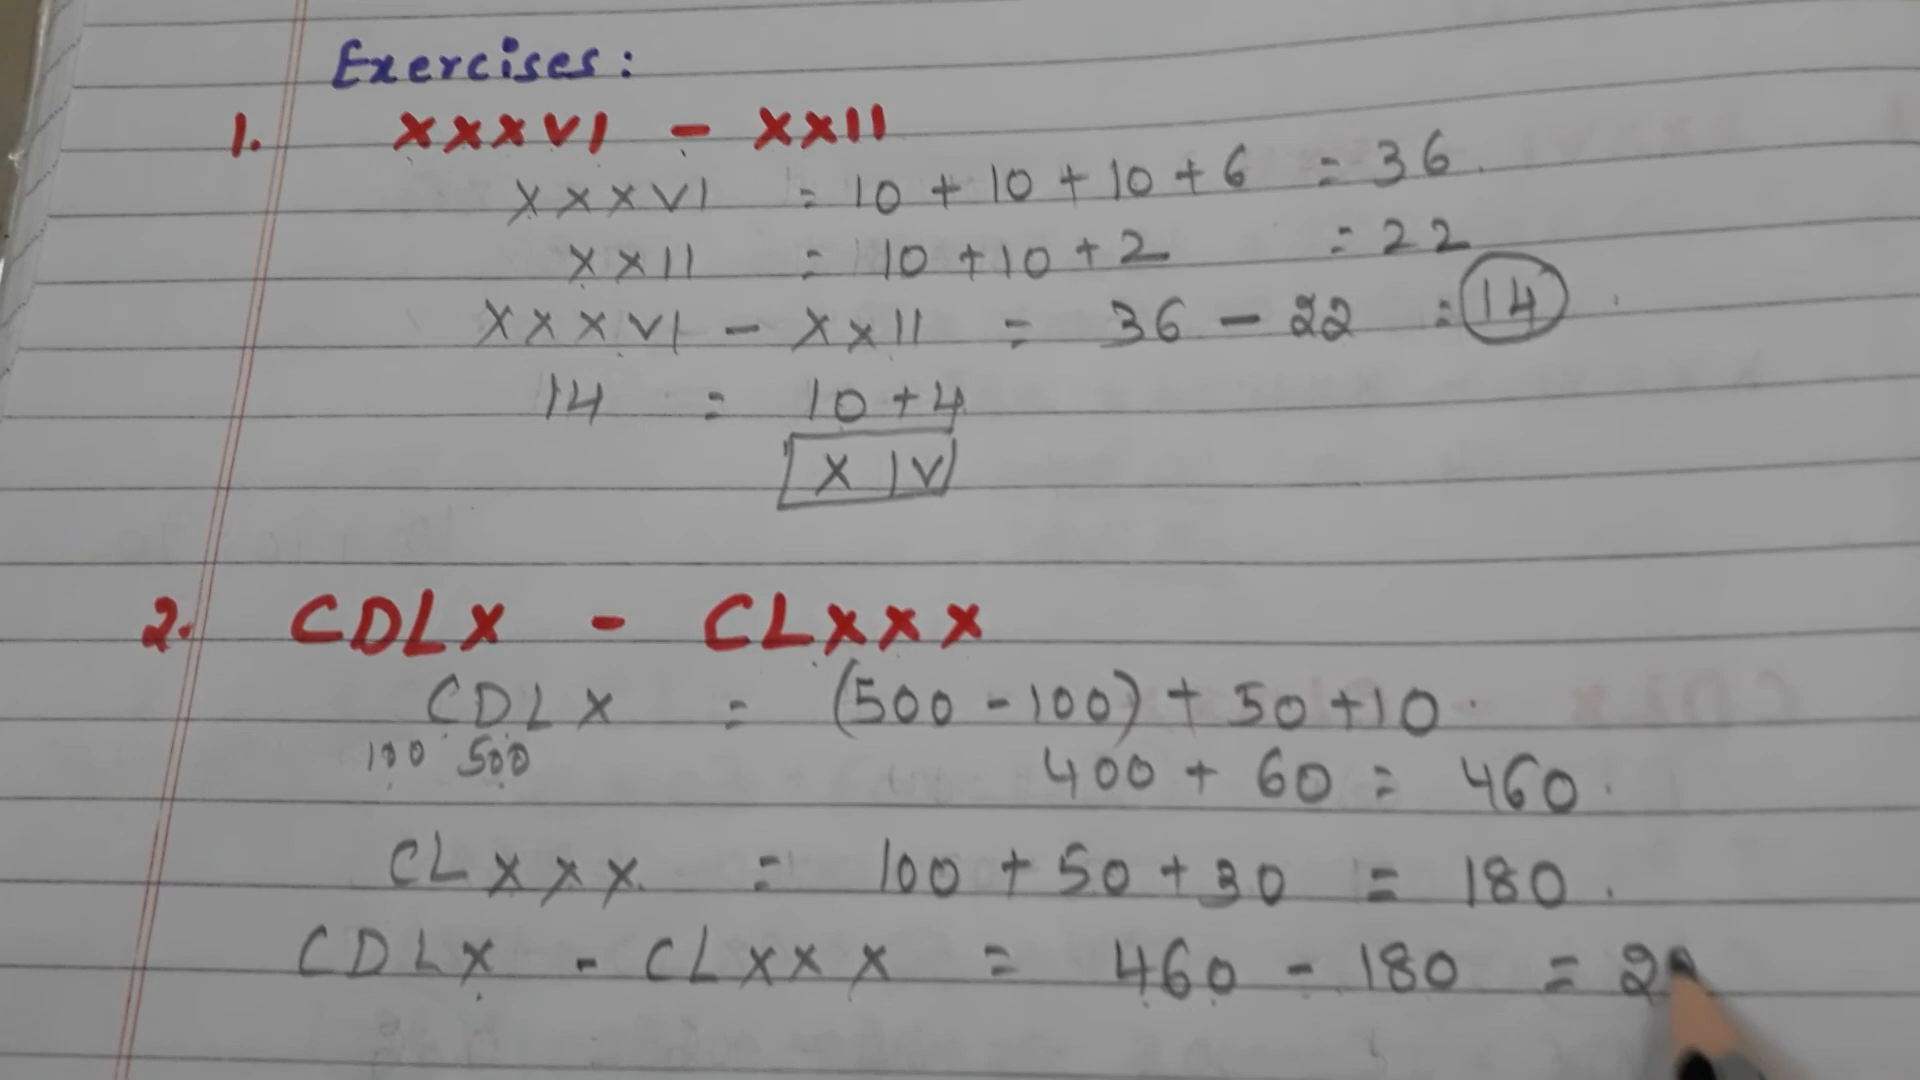 Exercises:
1. XXXVI - XXII
XXXVI = 10 + 10 + 10 + 6 = 36.
XXII = 10 + 10 + 2 = 22
XXXVI - XXII = 36 - 22 = 14
14 = 10 + 4
XIV
2. CDLX - CLXXX
CDLX = (500 - 100) + 50 + 10.
100 500 400 + 60 = 460.
CLXXX = 100 + 50 + 30 = 180.
CDLX - CLXXX = 460 - 180 = 2